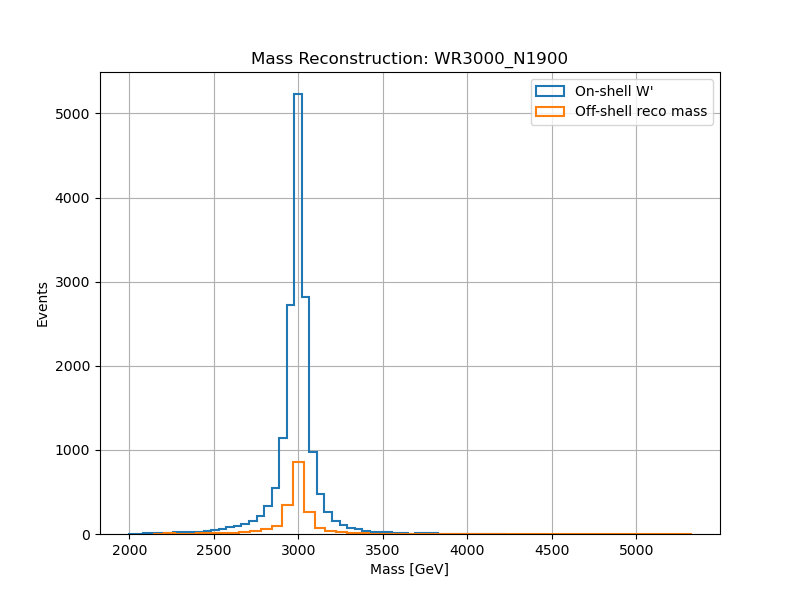 Mass Reconstruction: WR3000_N1900
On-shell W'
Off-shell reco mass
5000
4000
3000
2000
1000
0
Events
2000 2500 3000 3500 4000 4500 5000
Mass [GeV]